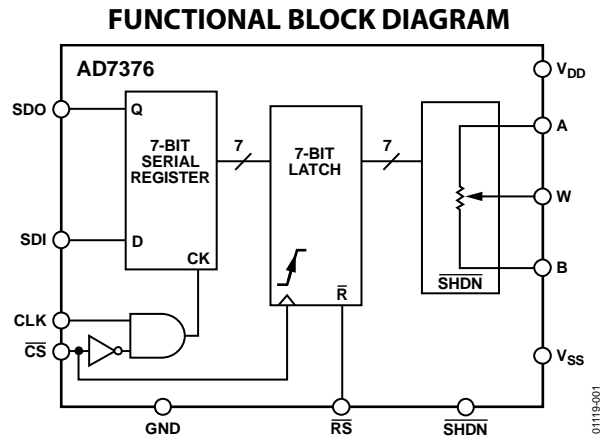 FUNCTIONAL BLOCK DIAGRAM
AD7376
VDD
SDO
Q
7-BIT
SERIAL
REGISTER
7
7-BIT
LATCH
7
A
W
B
SDI
D
CK
SHDN
R
CLK
CS
VSS
GND
RS
SHDN
01119-001